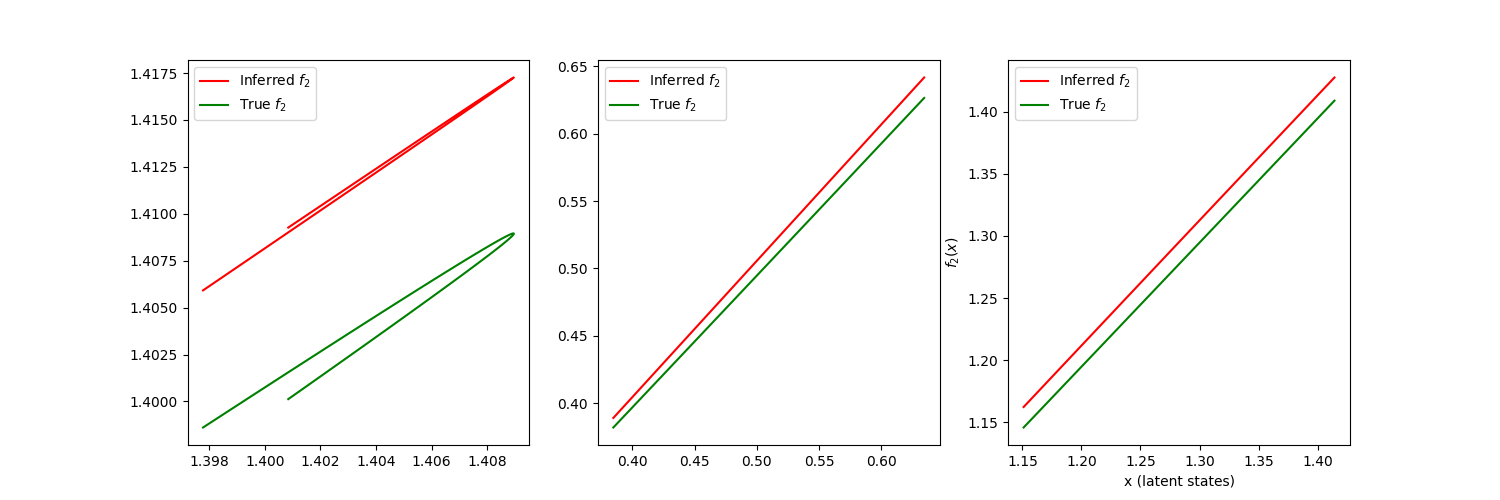 Inferred f₂
True f₂
1.4175
1.4150
1.4125
1.4100
1.4075
1.4050
1.4025
1.4000
1.398 1.400 1.402 1.404 1.406 1.408
Inferred f₂
True f₂
0.65
0.60
0.55
0.50
0.45
0.40
0.40 0.45 0.50 0.55 0.60
Inferred f₂
True f₂
f₂(x)
1.40
1.35
1.30
1.25
1.20
1.15
1.15 1.20 1.25 1.30 1.35 1.40
x (latent states)